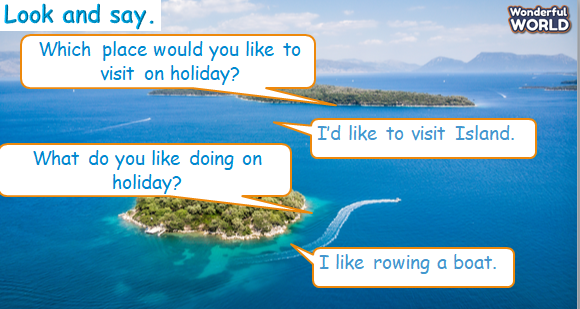 Look and say.
Wonderful
WORLD
Which place would you like to
visit on holiday?
I'd like to visit Island.
What do you like doing on
holiday?
I like rowing a boat.